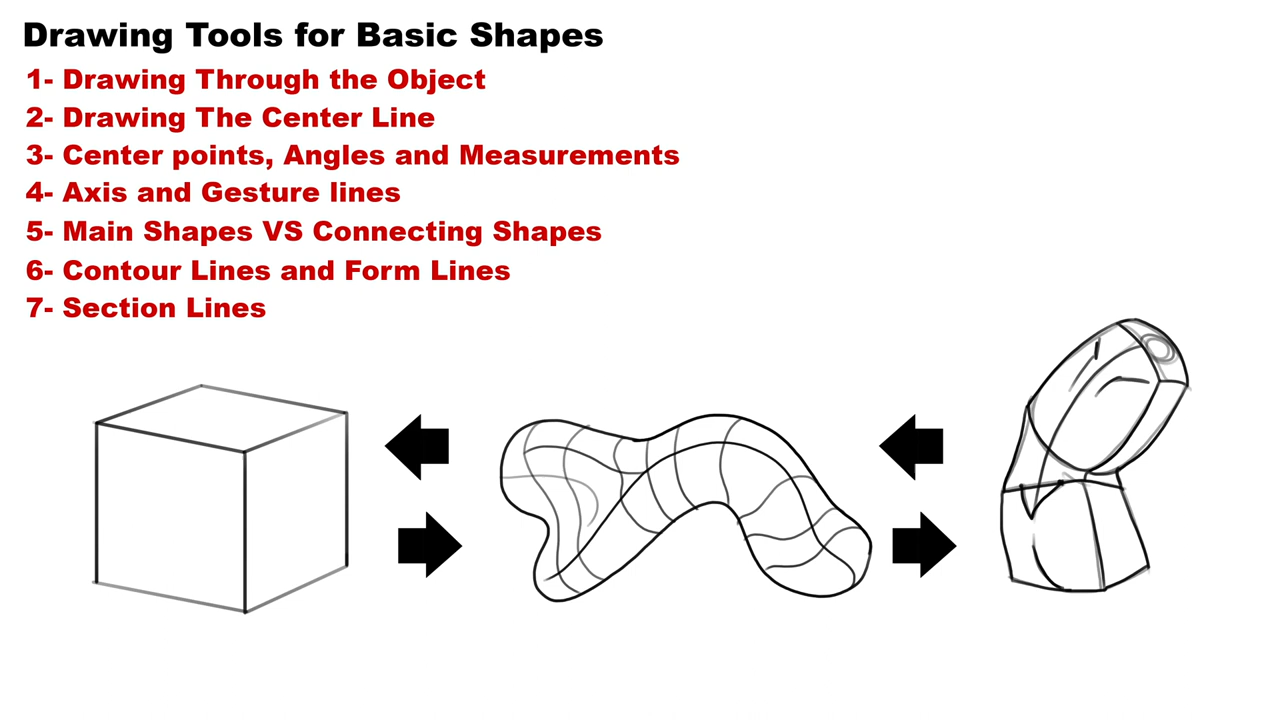 Drawing Tools for Basic Shapes
1- Drawing Through the Object
2- Drawing The Center Line
3- Center points, Angles and Measurements
4- Axis and Gesture lines
5- Main Shapes VS Connecting Shapes
6- Contour Lines and Form Lines
7- Section Lines